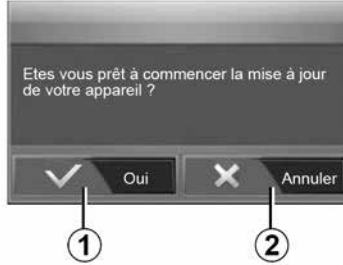 Etes vous prêt à commencer la mise à jour
de votre appareil ?
Oui
Annuler
1
2